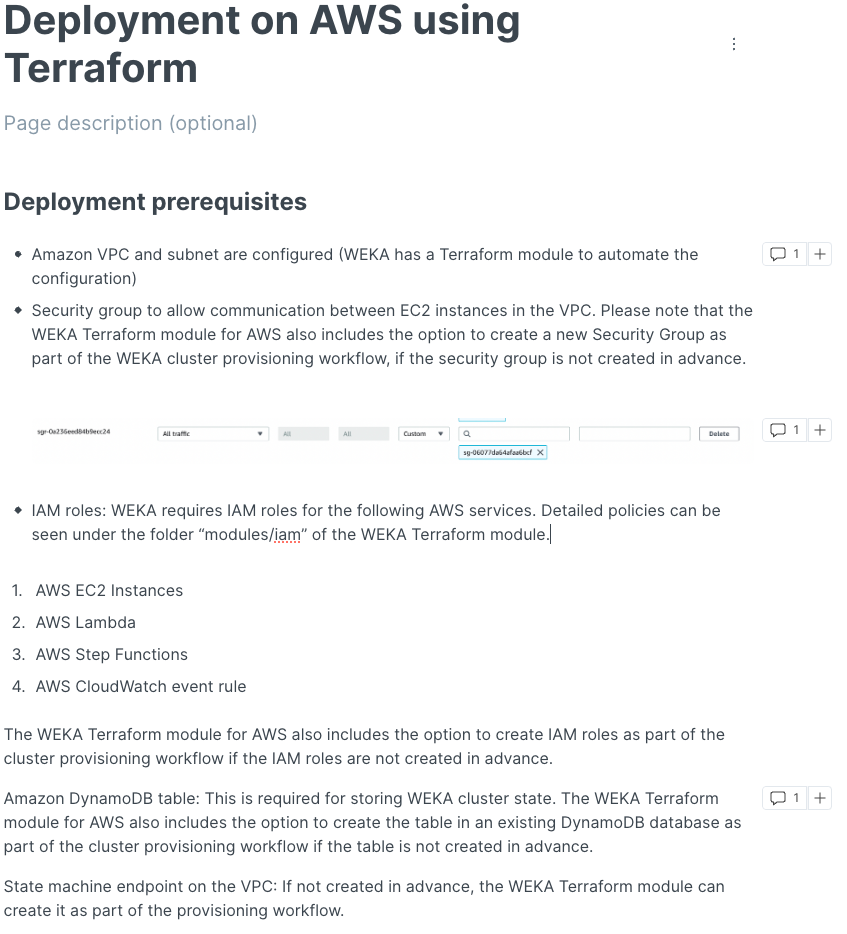 Deployment on AWS using
Terraform
Page description (optional)
Deployment prerequisites
Amazon VPC and subnet are configured (WEKA has a Terraform module to automate the
configuration)
1
Security group to allow communication between EC2 instances in the VPC. Please note that the
WEKA Terraform module for AWS also includes the option to create a new Security Group as
part of the WEKA cluster provisioning workflow, if the security group is not created in advance.
sgr-0a236eed84b9ecc24 All traffic All All Custom Delete
sg-06077da64afaa6bcf
1
IAM roles: WEKA requires IAM roles for the following AWS services. Detailed policies can be
seen under the folder “modules/iam” of the WEKA Terraform module.
1. AWS EC2 Instances
2. AWS Lambda
3. AWS Step Functions
4. AWS CloudWatch event rule
The WEKA Terraform module for AWS also includes the option to create IAM roles as part of the
cluster provisioning workflow if the IAM roles are not created in advance.
Amazon DynamoDB table: This is required for storing WEKA cluster state. The WEKA Terraform
module for AWS also includes the option to create the table in an existing DynamoDB database as
part of the cluster provisioning workflow if the table is not created in advance.
1
State machine endpoint on the VPC: If not created in advance, the WEKA Terraform module can
create it as part of the provisioning workflow.